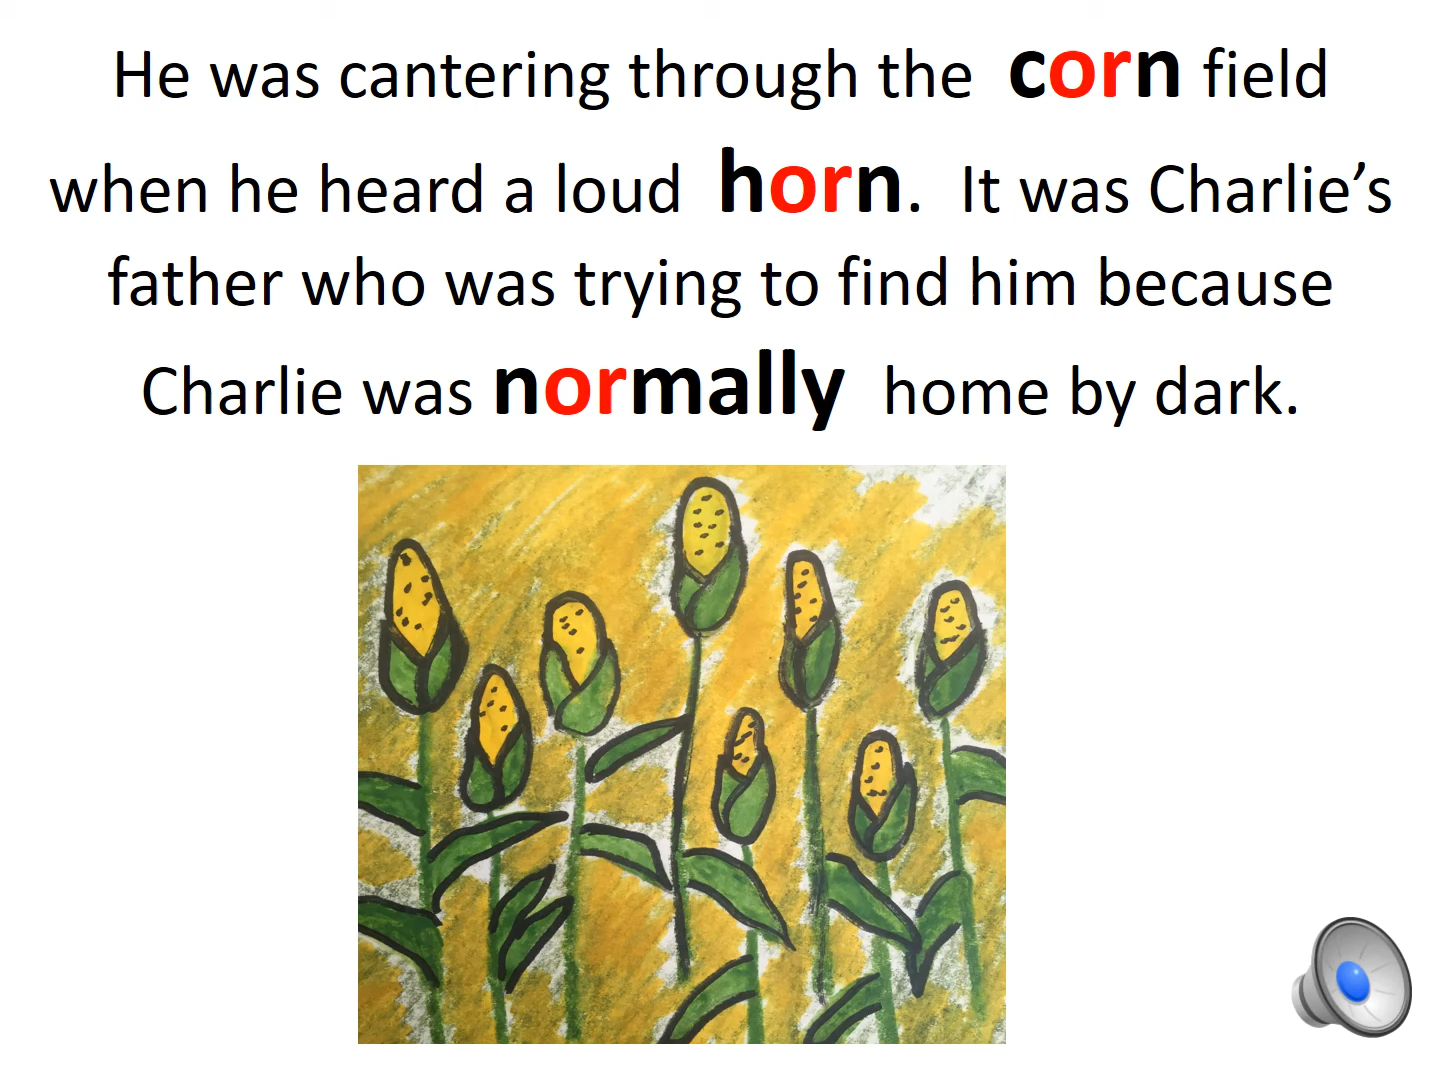 He was cantering through the corn field
when he heard a loud horn. It was Charlie’s
father who was trying to find him because
Charlie was normally home by dark.